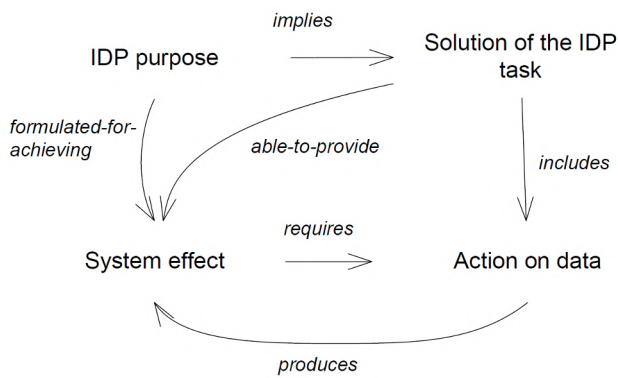 implies
IDP purpose
Solution of the IDP
task
formulated-for-
achieving
able-to-provide
includes
requires
System effect
Action on data
produces